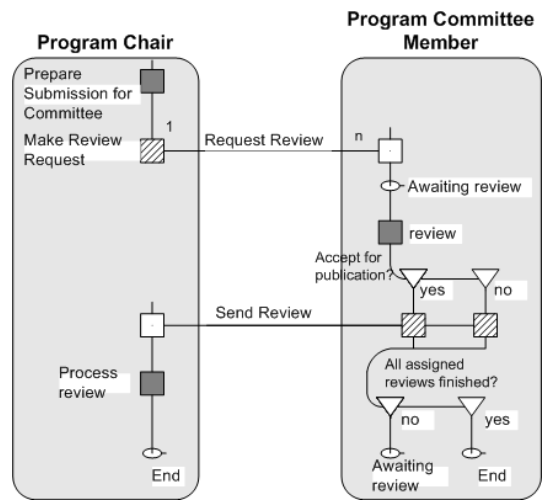 Program Chair
Program Committee
Member
Prepare
Submission for
Committee
1
Make Review
Request
Request Review
n
Awaiting review
review
Accept for
publication?
yes
no
Send Review
Process
review
All assigned
reviews finished?
no
yes
End
Awaiting
review
End